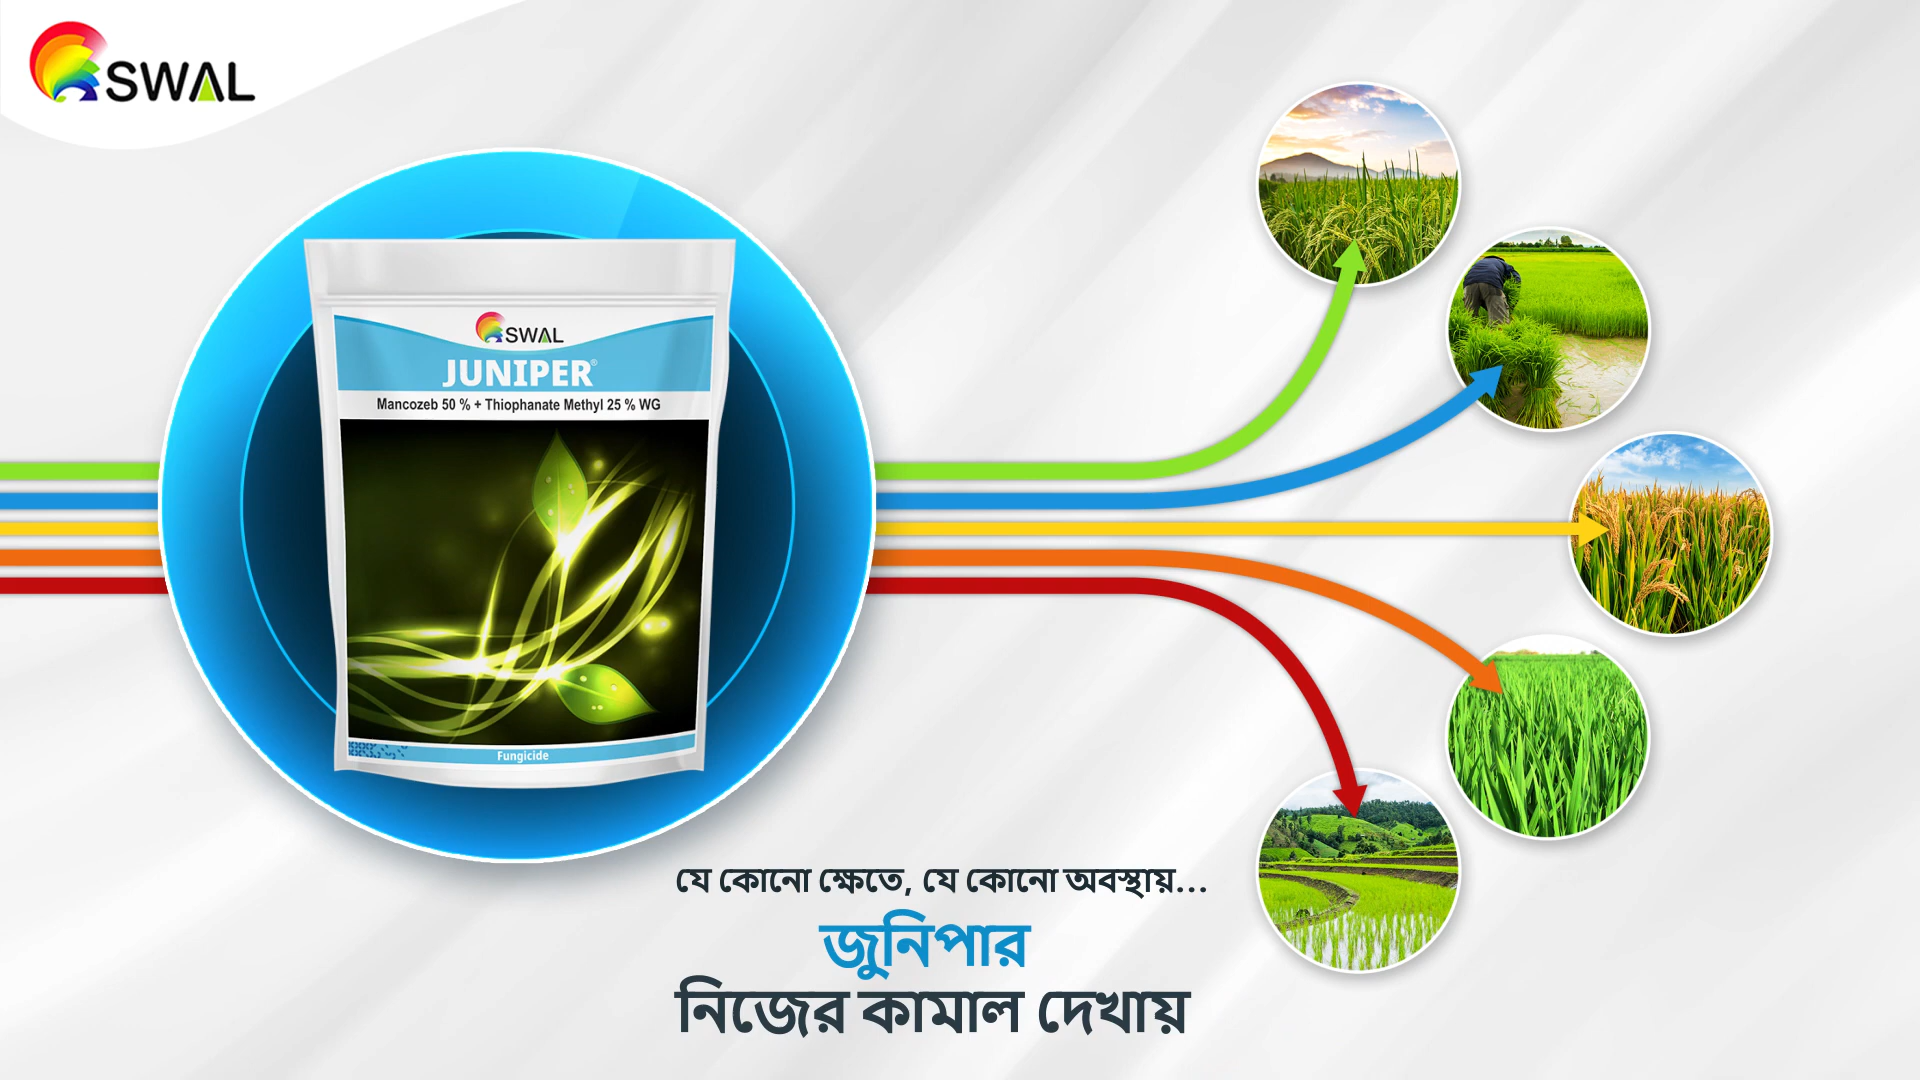 SWAL
SWAL
JUNIPER®
Mancozeb 50 % + Thiophanate Methyl 25 % WG
Fungicide
যে কোনো ক্ষেতে, যে কোনো অবস্থায়...
জুনিপার
নিজের কামাল দেখায়